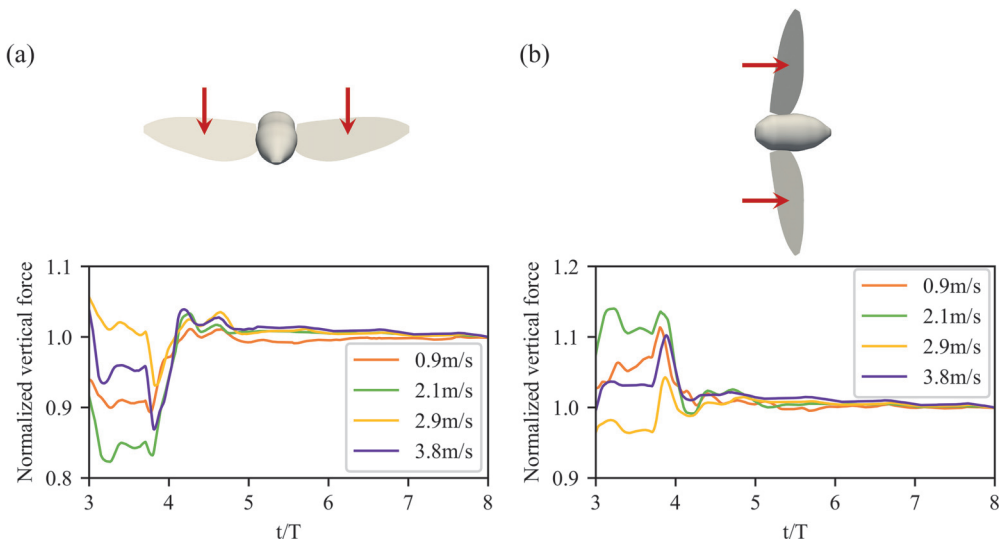 (a)
Normalized vertical force
1.1
1.0
0.9
0.8
0.9m/s
2.1m/s
2.9m/s
3.8m/s
3 4 5 6 7 8
t/T
(b)
Normalized vertical force
1.2
1.1
1.0
0.9
0.9m/s
2.1m/s
2.9m/s
3.8m/s
3 4 5 6 7 8
t/T